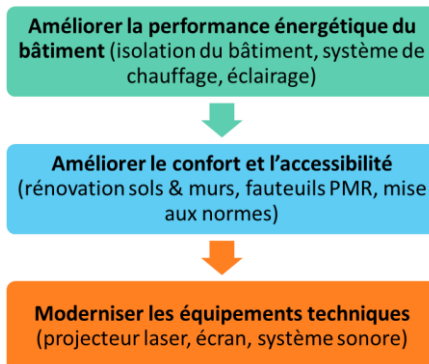 Améliorer la performance énergétique du
bâtiment (isolation du bâtiment, système de
chauffage, éclairage)
Améliorer le confort et l’accessibilité
(rénovation sols & murs, fauteuils PMR, mise
aux normes)
Moderniser les équipements techniques
(projecteur laser, écran, système sonore)